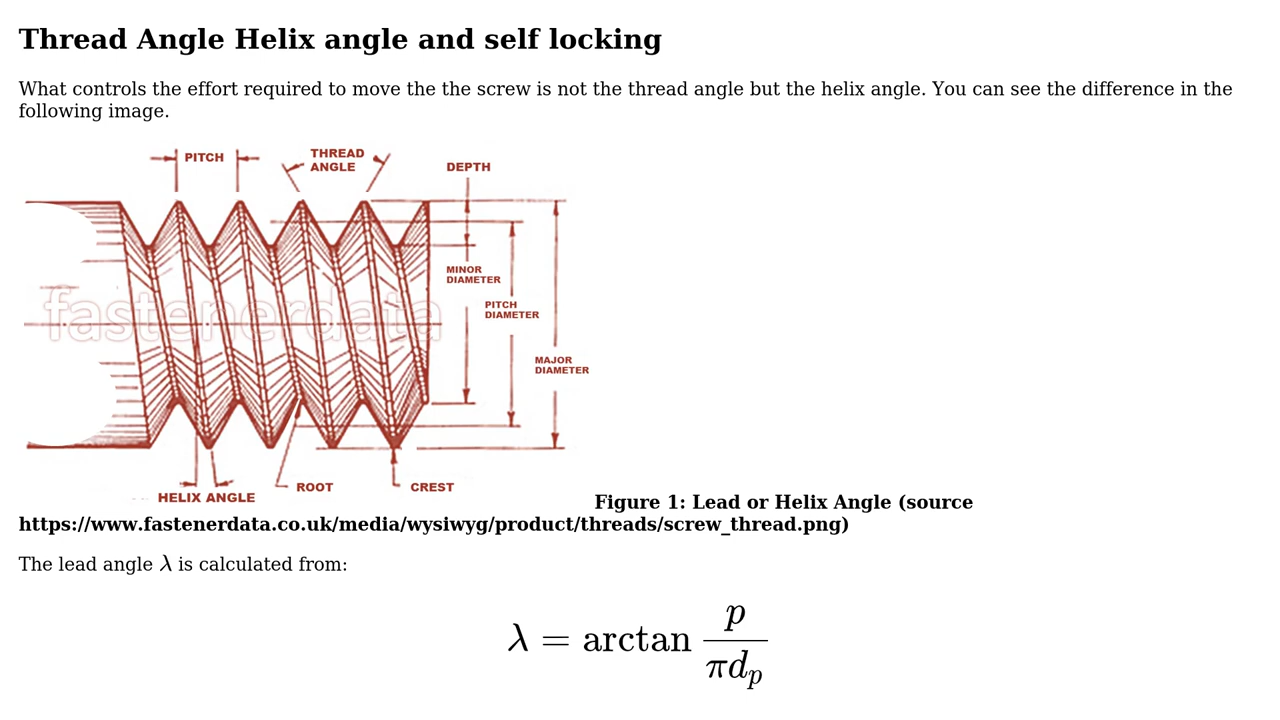 Thread Angle Helix angle and self locking
What controls the effort required to move the the screw is not the thread angle but the helix angle. You can see the difference in the
following image.
PITCH
THREAD
ANGLE
DEPTH
MINOR
DIAMETER
PITCH
DIAMETER
fastenerdata
MAJOR
DIAMETER
HELIX ANGLE
ROOT
CREST
Figure 1: Lead or Helix Angle (source
https://www.fastenerdata.co.uk/media/wysiwyg/product/threads/screw_thread.png)
The lead angle λ is calculated from:
λ = arctan p / πd_p